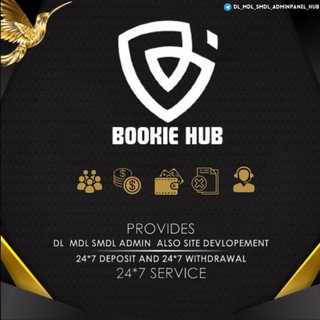 DL_MDL_SMDL_ADMINPANEL_HUB
BOOKIE HUB
PROVIDES
DL MDL SMDL ADMIN ALSO SITE DEVLOPEMENT
24*7 DEPOSIT AND 24*7 WITHDRAWAL
24*7 SERVICE